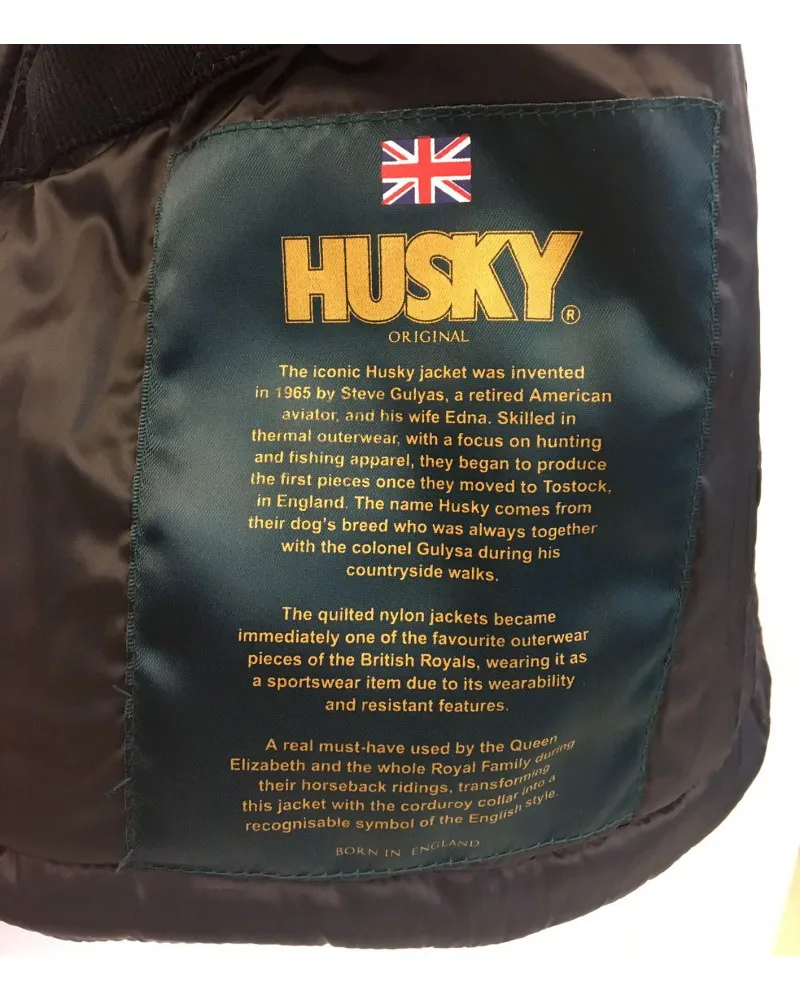 HUSKY®
ORIGINAL
The iconic Husky jacket was invented
in 1965 by Steve Gulyas, a retired American
aviator, and his wife Edna. Skilled in
thermal outerwear, with a focus on hunting
and fishing apparel, they began to produce
the first pieces once they moved to Tostock,
in England. The name Husky comes from
their dog's breed who was always together
with the colonel Gulysa during his
countryside walks.
The quilted nylon jackets became
immediately one of the favourite outerwear
pieces of the British Royals, wearing it as
a sportswear item due to its wearability
and resistant features.
A real must-have used by the Queen
Elizabeth and the whole Royal Family during
their horseback ridings, transforming
this jacket with the corduroy collar into a
recognisable symbol of the English style.
BORN IN ENGLAND